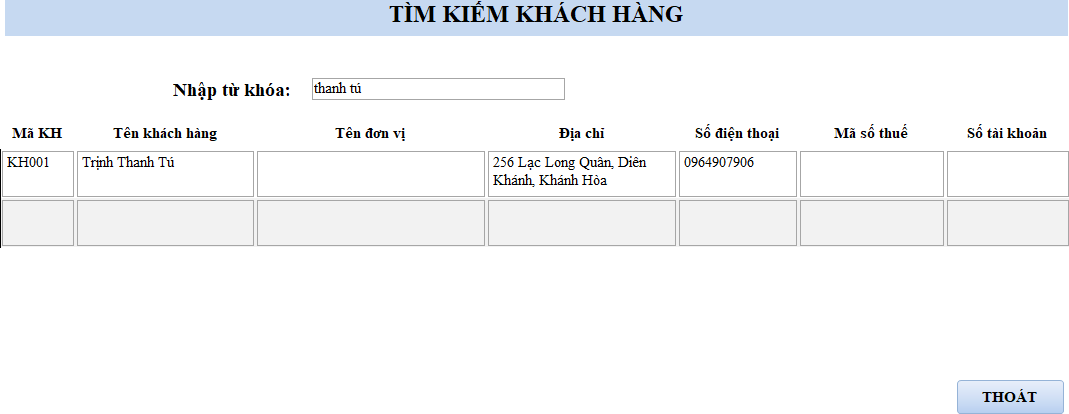 TÌM KIẾM KHÁCH HÀNG
Nhập từ khóa: thanh tú
Mã KH Tên khách hàng Tên đơn vị Địa chỉ Số điện thoại Mã số thuế Số tài khoản
KH001 Trịnh Thanh Tú 256 Lạc Long Quân, Diên 0964907906
Khánh, Khánh Hòa
THOÁT